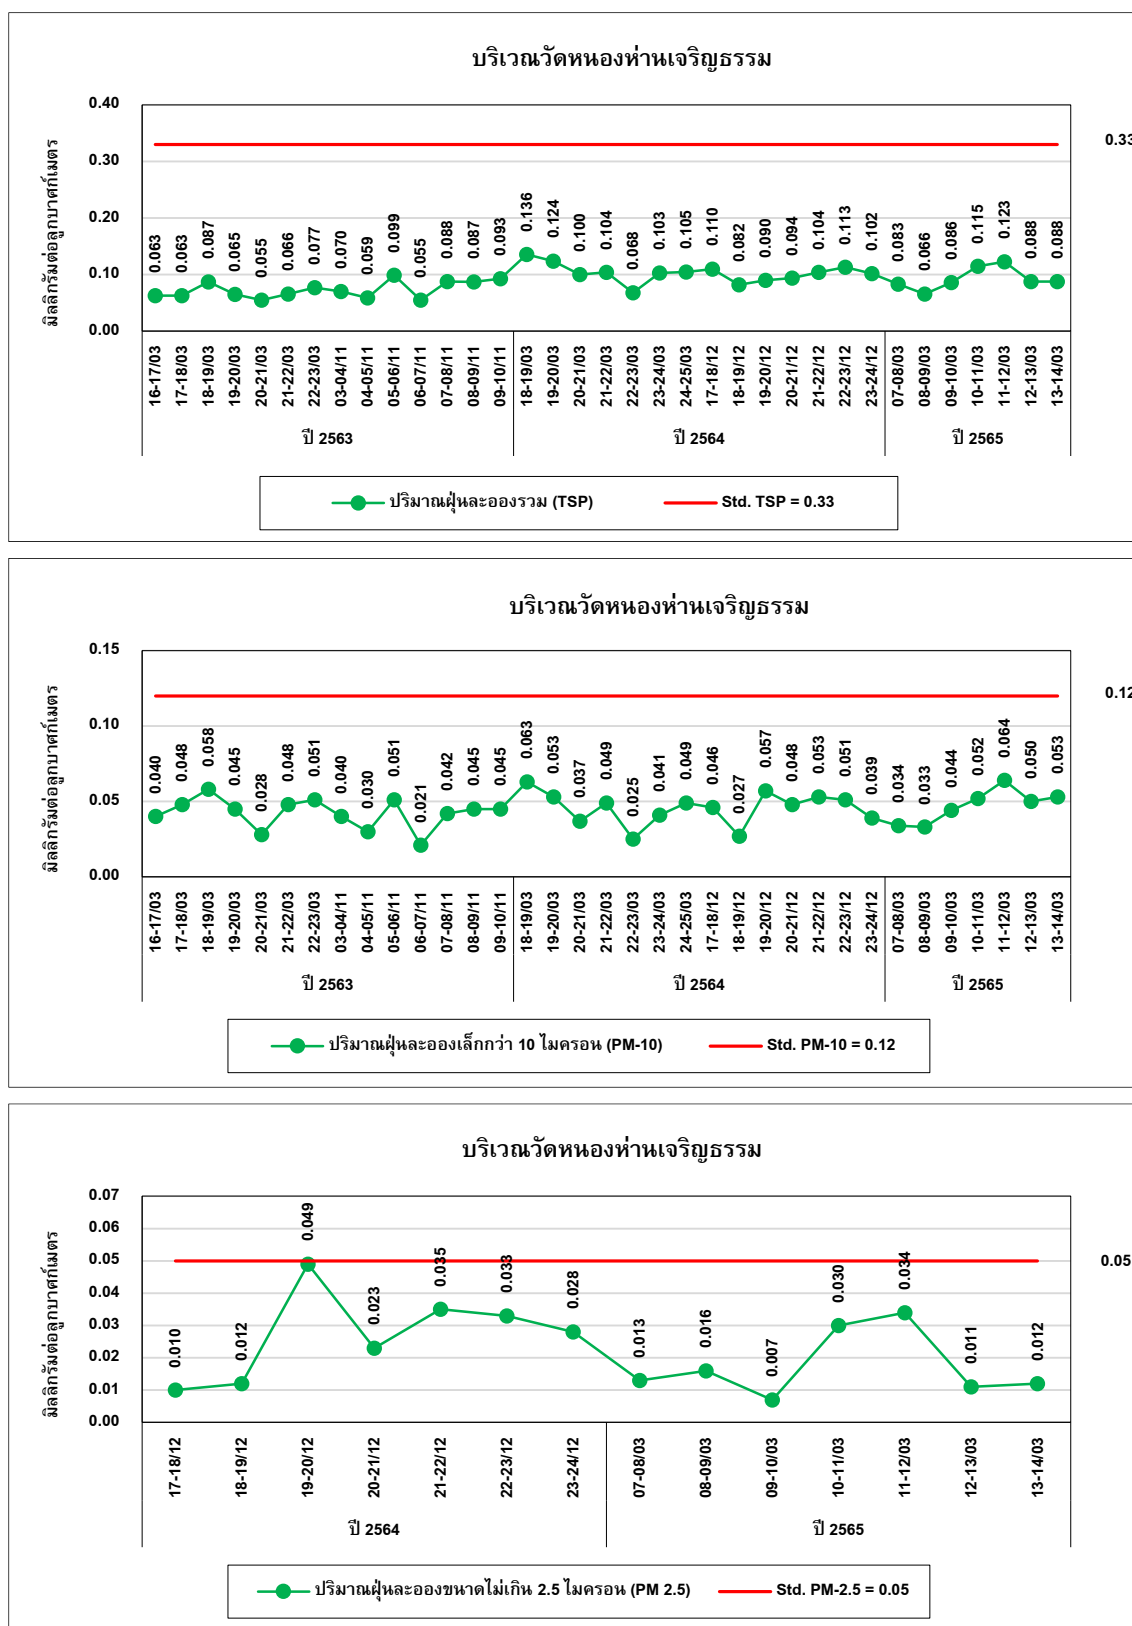 บริเวณวัดหนองห่านเจริญธรรม
มิลลิกรัมต่อลูกบาศก์เมตร
0.40
0.30
0.20
0.10
0.00
0.33
0.063 0.063 0.087 0.065 0.055 0.066 0.077 0.070 0.059 0.099 0.055 0.088 0.087 0.093 0.136 0.124 0.100 0.104 0.068 0.103 0.105 0.110 0.082 0.090 0.094 0.104 0.113 0.102 0.083 0.066 0.086 0.115 0.123 0.088 0.088
16-17/03 17-18/03 18-19/03 19-20/03 20-21/03 21-22/03 22-23/03 03-04/11 04-05/11 05-06/11 06-07/11 07-08/11 08-09/11 09-10/11 18-19/03 19-20/03 20-21/03 21-22/03 22-23/03 23-24/03 24-25/03 17-18/12 18-19/12 19-20/12 20-21/12 21-22/12 22-23/12 23-24/12 07-08/03 08-09/03 09-10/03 10-11/03 11-12/03 12-13/03 13-14/03
ปี 2563 ปี 2564 ปี 2565
ปริมาณฝุ่นละอองรวม (TSP) Std. TSP = 0.33
บริเวณวัดหนองห่านเจริญธรรม
มิลลิกรัมต่อลูกบาศก์เมตร
0.15
0.10
0.05
0.00
0.12
0.040 0.048 0.058 0.045 0.028 0.048 0.051 0.040 0.030 0.051 0.021 0.042 0.045 0.045 0.063 0.053 0.037 0.049 0.025 0.041 0.049 0.046 0.027 0.057 0.048 0.053 0.051 0.039 0.034 0.033 0.044 0.052 0.064 0.050 0.053
16-17/03 17-18/03 18-19/03 19-20/03 20-21/03 21-22/03 22-23/03 03-04/11 04-05/11 05-06/11 06-07/11 07-08/11 08-09/11 09-10/11 18-19/03 19-20/03 20-21/03 21-22/03 22-23/03 23-24/03 24-25/03 17-18/12 18-19/12 19-20/12 20-21/12 21-22/12 22-23/12 23-24/12 07-08/03 08-09/03 09-10/03 10-11/03 11-12/03 12-13/03 13-14/03
ปี 2563 ปี 2564 ปี 2565
ปริมาณฝุ่นละอองเล็กกว่า 10 ไมครอน (PM-10) Std. PM-10 = 0.12
บริเวณวัดหนองห่านเจริญธรรม
มิลลิกรัมต่อลูกบาศก์เมตร
0.07
0.06
0.05
0.04
0.03
0.02
0.01
0.00
0.05
0.010 0.012 0.049 0.023 0.035 0.033 0.028 0.013 0.016 0.007 0.030 0.034 0.011 0.012
17-18/12 18-19/12 19-20/12 20-21/12 21-22/12 22-23/12 23-24/12 07-08/03 08-09/03 09-10/03 10-11/03 11-12/03 12-13/03 13-14/03
ปี 2564 ปี 2565
ปริมาณฝุ่นละอองขนาดไม่เกิน 2.5 ไมครอน (PM 2.5) Std. PM-2.5 = 0.05